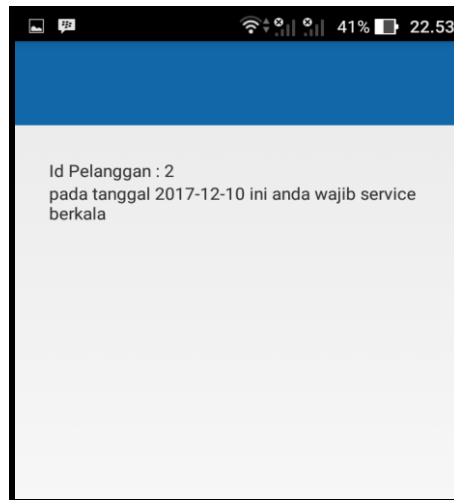 41% 22.53
Id Pelanggan : 2
pada tanggal 2017-12-10 ini anda wajib service
berkala